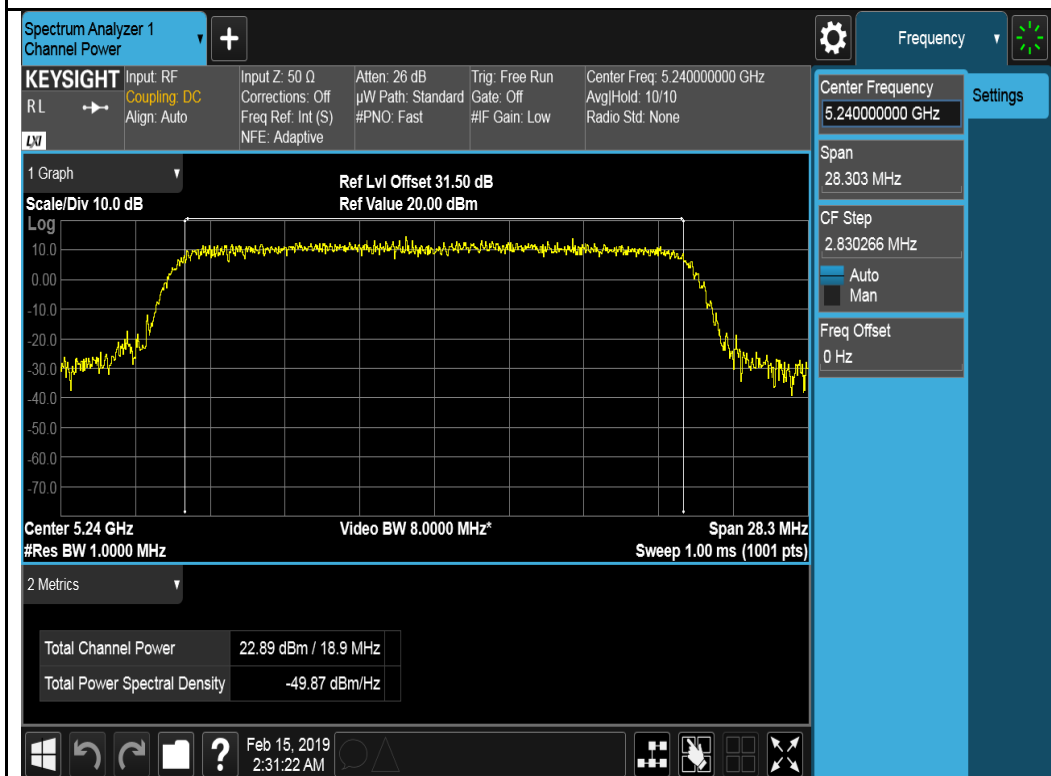 Spectrum Analyzer 1
Channel Power
+
Frequency
KEYSIGHT
R L
LXI
Input: RF
Coupling: DC
Align: Auto
Input Z: 50 Ω
Corrections: Off
Freq Ref: Int (S)
NFE: Adaptive
Atten: 26 dB
µW Path: Standard
#PNO: Fast
Trig: Free Run
Gate: Off
#IF Gain: Low
Center Freq: 5.240000000 GHz
Avg|Hold: 10/10
Radio Std: None
Center Frequency
5.240000000 GHz
Settings
Span
28.303 MHz
CF Step
2.830266 MHz
Auto
Man
Freq Offset
0 Hz
1 Graph
Scale/Div 10.0 dB
Ref Lvl Offset 31.50 dB
Ref Value 20.00 dBm
Log
10.0
0.00
-10.0
-20.0
-30.0
-40.0
-50.0
-60.0
-70.0
Center 5.24 GHz
#Res BW 1.0000 MHz
Video BW 8.0000 MHz*
Span 28.3 MHz
Sweep 1.00 ms (1001 pts)
2 Metrics
Total Channel Power 22.89 dBm / 18.9 MHz
Total Power Spectral Density -49.87 dBm/Hz
?
Feb 15, 2019
2:31:22 AM